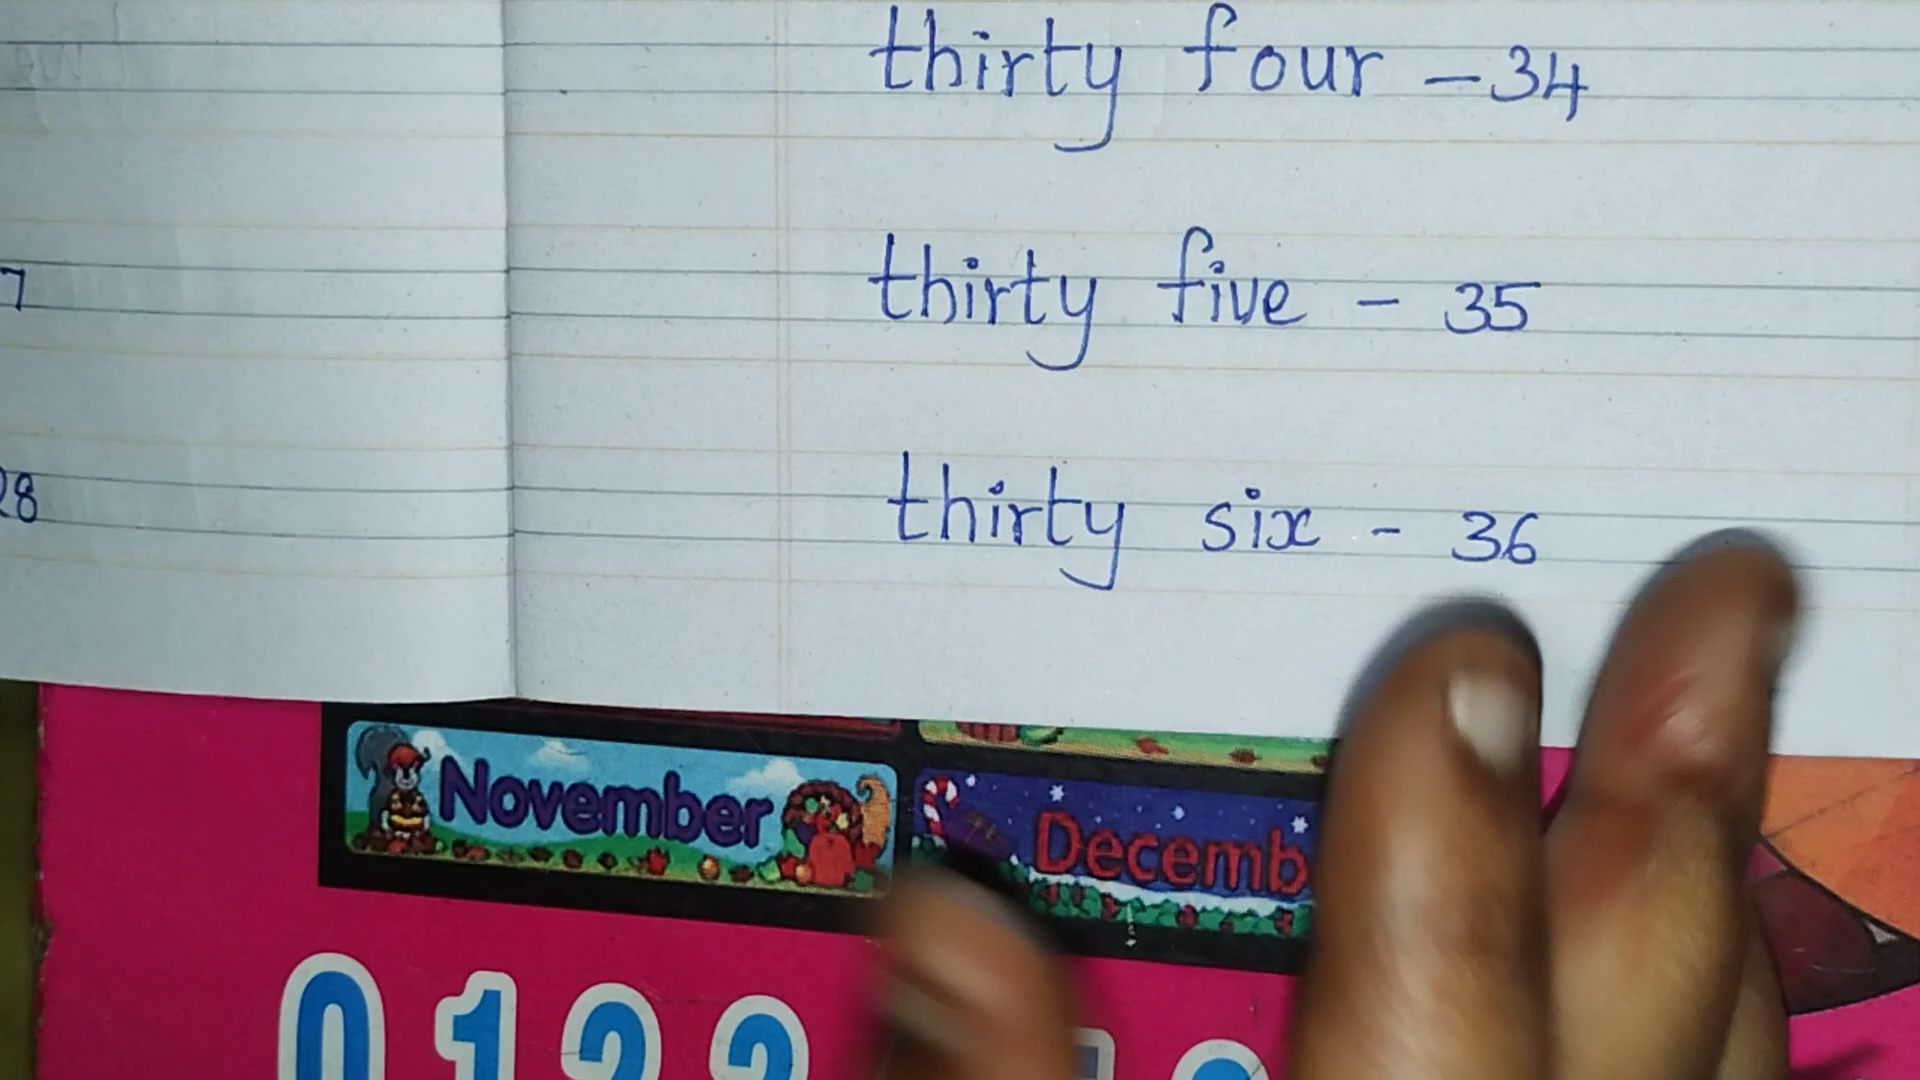 thirty four - 34
7
thirty five - 35
28
thirty six - 36
November
Decemb
0 1 2 3